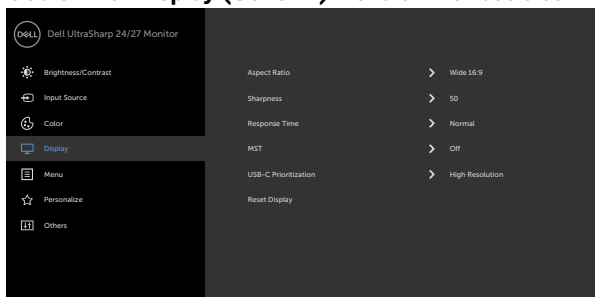 DELL
Dell UltraSharp 24/27 Monitor
Brightness/Contrast
Aspect Ratio
Wide 16:9
Input Source
Sharpness
50
Color
Response Time
Normal
Display
MST
Off
Menu
USB-C Prioritization
High Resolution
Personalize
Reset Display
Others